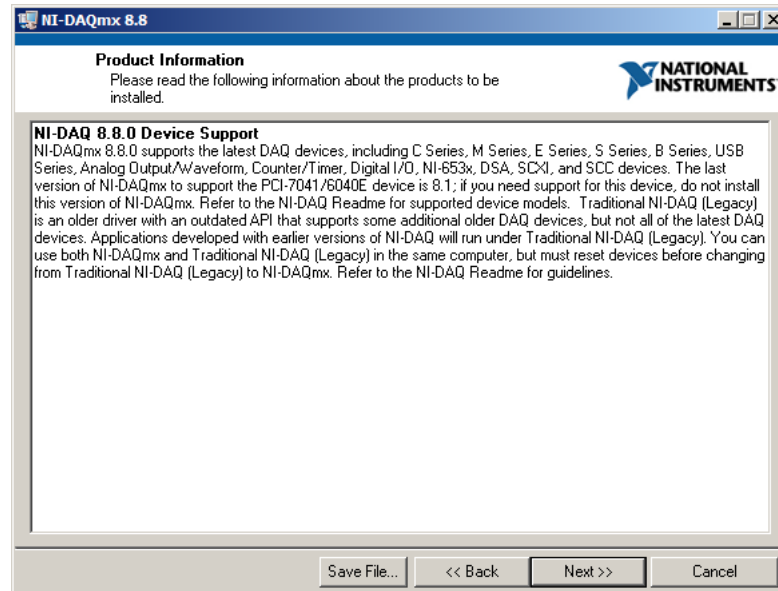 NI-DAQmx 8.8
Product Information
Please read the following information about the products to be
installed.
NATIONAL
INSTRUMENTS
NI-DAQ 8.8.0 Device Support
NI-DAQmx 8.8.0 supports the latest DAQ devices, including C Series, M Series, E Series, S Series, B Series, USB
Series, Analog Output/Waveform, Counter/Timer, Digital I/O, NI-653x, DSA, SCXI, and SCC devices. The last
version of NI-DAQmx to support the PCI-7041/6040E device is 8.1; if you need support for this device, do not install
this version of NI-DAQmx. Refer to the NI-DAQ Readme for supported device models.  Traditional NI-DAQ (Legacy)
is an older driver with an outdated API that supports some additional older DAQ devices, but not all of the latest DAQ
devices. Applications developed with earlier versions of NI-DAQ will run under Traditional NI-DAQ (Legacy). You can
use both NI-DAQmx and Traditional NI-DAQ (Legacy) in the same computer, but must reset devices before changing
from Traditional NI-DAQ (Legacy) to NI-DAQmx. Refer to the NI-DAQ Readme for guidelines.
Save File... << Back Next >> Cancel